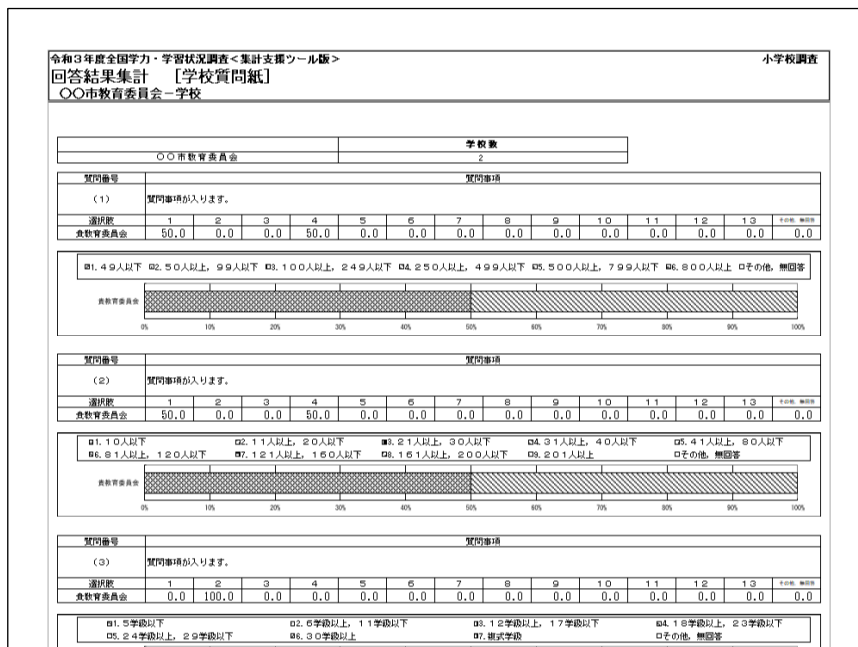 令和3年度全国学力・学習状況調査<集計支援ツール版> 小学校調査
回答結果集計 [学校質問紙]
〇〇市教育委員会－学校
学校数
〇〇市教育委員会 2
質問番号 質問事項
(1) 質問事項が入ります。
選択肢 1 2 3 4 5 6 7 8 9 10 11 12 13 その他, 無回答
貴教育委員会 50.0 0.0 0.0 50.0 0.0 0.0 0.0 0.0 0.0 0.0 0.0 0.0 0.0 0.0
1.49人以下 2.50人以上, 99人以下 3.100人以上, 249人以下 4.250人以上, 499人以下 5.500人以上, 799人以下 6.800人以上 その他, 無回答
貴教育委員会
0% 10% 20% 30% 40% 50% 60% 70% 80% 90% 100%
質問番号 質問事項
(2) 質問事項が入ります。
選択肢 1 2 3 4 5 6 7 8 9 10 11 12 13 その他, 無回答
貴教育委員会 50.0 0.0 0.0 50.0 0.0 0.0 0.0 0.0 0.0 0.0 0.0 0.0 0.0 0.0
1.10人以下 2.11人以上, 20人以下 3.21人以上, 30人以下 4.31人以上, 40人以下 5.41人以上, 80人以下
6.81人以上, 120人以下 7.121人以上, 160人以下 8.161人以上, 200人以下 9.201人以上 その他, 無回答
貴教育委員会
0% 10% 20% 30% 40% 50% 60% 70% 80% 90% 100%
質問番号 質問事項
(3) 質問事項が入ります。
選択肢 1 2 3 4 5 6 7 8 9 10 11 12 13 その他, 無回答
貴教育委員会 0.0 100.0 0.0 0.0 0.0 0.0 0.0 0.0 0.0 0.0 0.0 0.0 0.0 0.0
1.5学級以下 2.6学級以上, 11学級以下 3.12学級以上, 17学級以下 4.18学級以上, 23学級以下
5.24学級以上, 29学級以下 6.30学級以上 7.複式学級 その他, 無回答